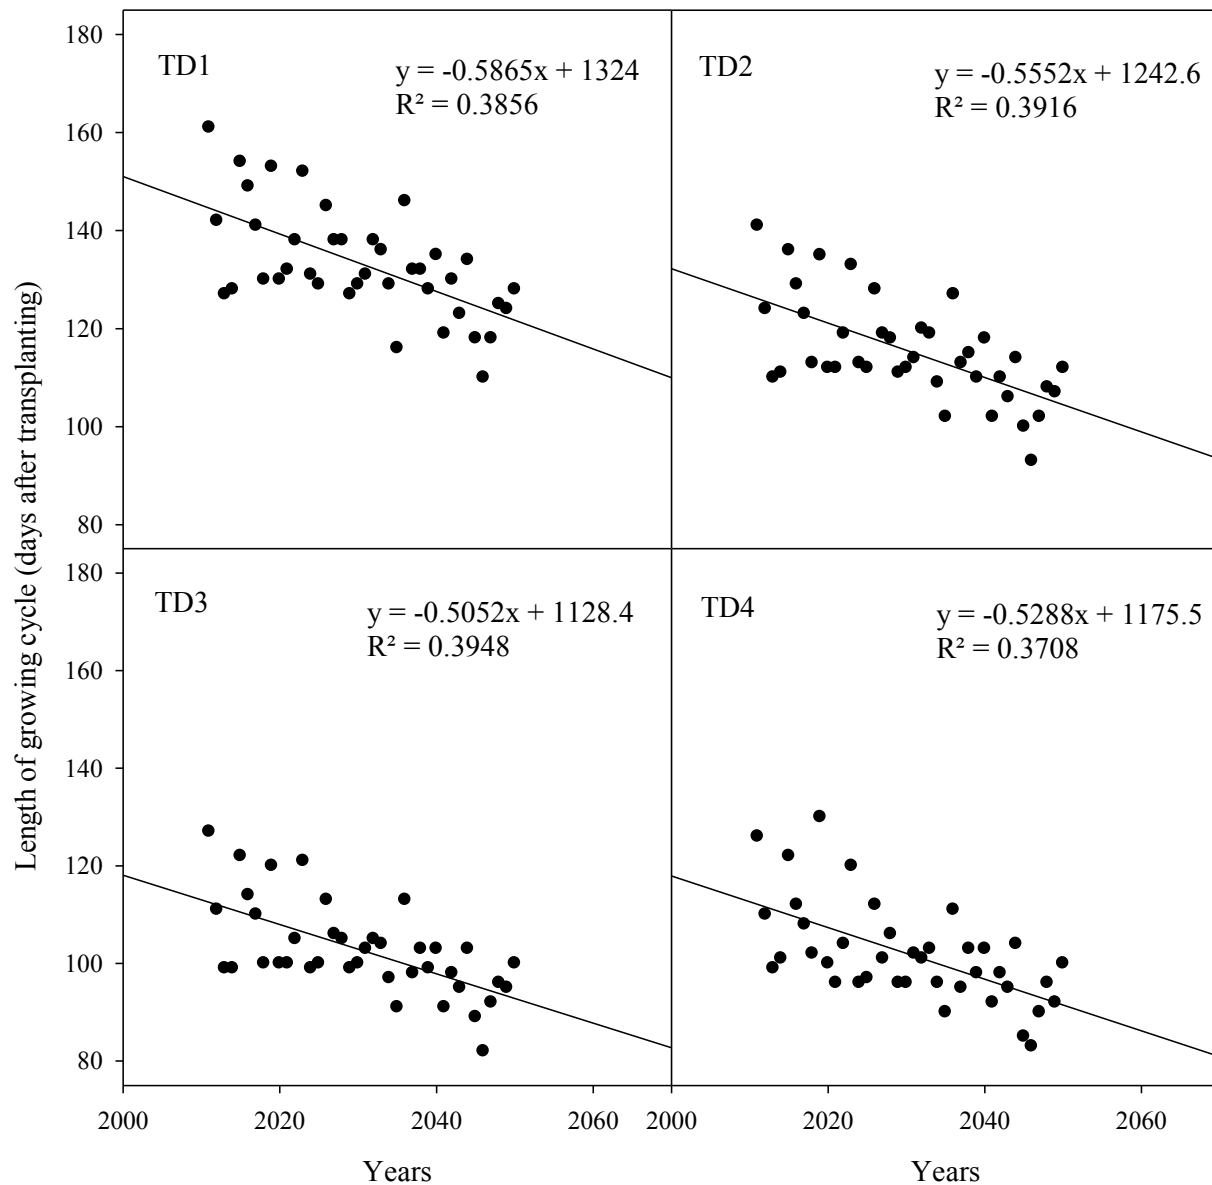 Length of growing cycle (days after transplanting)
180
160
140
120
100
80
TD1
y = -0.5865x + 1324
R² = 0.3856
TD2
y = -0.5552x + 1242.6
R² = 0.3916
180
160
140
120
100
80
TD3
y = -0.5052x + 1128.4
R² = 0.3948
TD4
y = -0.5288x + 1175.5
R² = 0.3708
2000 2020 2040 2060 2000 2020 2040 2060
Years Years